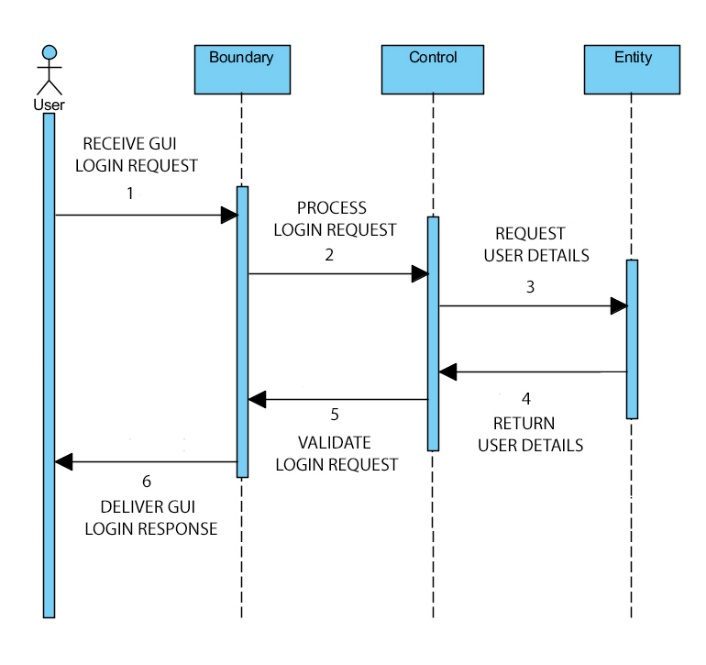 Boundary
Control
Entity
User
RECEIVE GUI
LOGIN REQUEST
1
PROCESS
LOGIN REQUEST
2
REQUEST
USER DETAILS
3
4
RETURN
USER DETAILS
5
VALIDATE
LOGIN REQUEST
6
DELIVER GUI
LOGIN RESPONSE